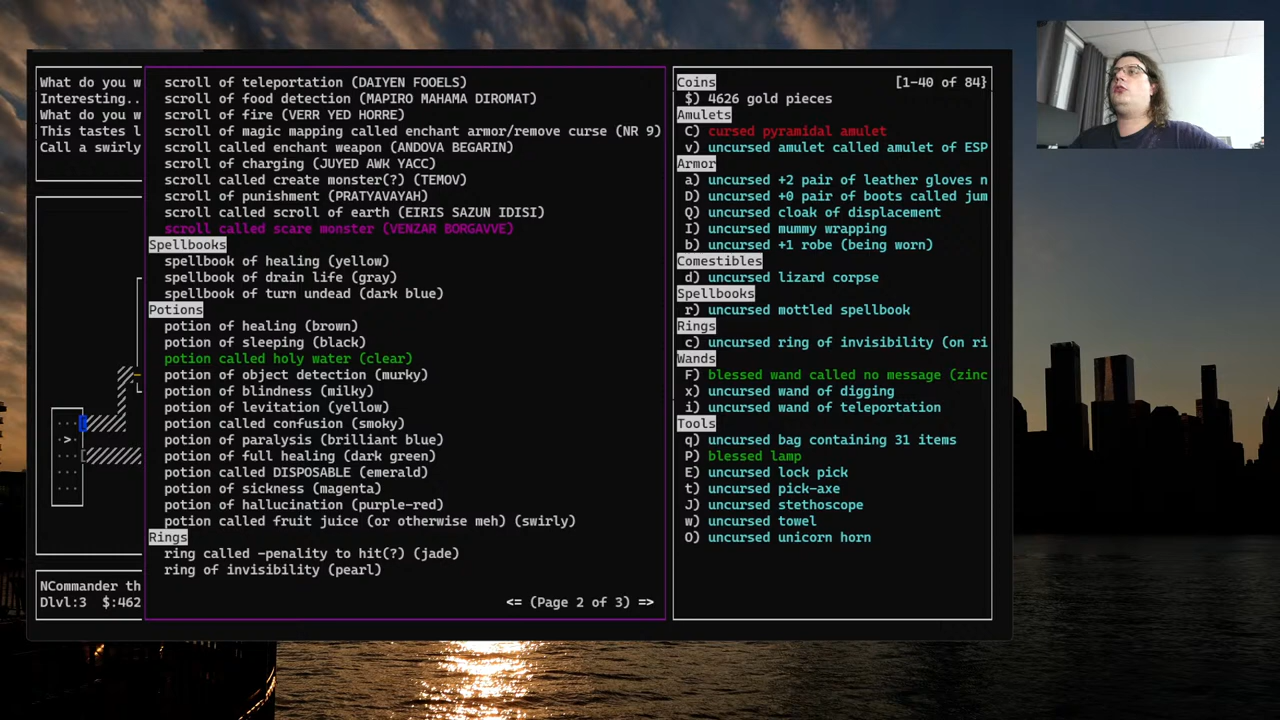 What do you w
Interesting..
What do you w
This tastes l
Call a swirly
scroll of teleportation (DAIYEN FOOELS)
scroll of food detection (MAPIRO MAHAMA DIROMAT)
scroll of fire (VERR YED HORRE)
scroll of magic mapping called enchant armor/remove curse (NR 9)
scroll called enchant weapon (ANDOVA BEGARIN)
scroll of charging (JUYED AWK YACC)
scroll called create monster(?) (TEMOV)
scroll of punishment (PRATYAVAYAH)
scroll called scroll of earth (EIRIS SAZUN IDISI)
scroll called scare monster (VENZAR BORGAVVE)
Spellbooks
spellbook of healing (yellow)
spellbook of drain life (gray)
spellbook of turn undead (dark blue)
Potions
potion of healing (brown)
potion of sleeping (black)
potion called holy water (clear)
potion of object detection (murky)
potion of blindness (milky)
potion of levitation (yellow)
potion called confusion (smoky)
potion of paralysis (brilliant blue)
potion of full healing (dark green)
potion called DISPOSABLE (emerald)
potion of sickness (magenta)
potion of hallucination (purple-red)
potion called fruit juice (or otherwise meh) (swirly)
Rings
ring called -penality to hit(?) (jade)
ring of invisibility (pearl)
<= (Page 2 of 3) =>
NCommander th
Dlvl:3 $:462
Coins [1-40 of 84}
$) 4626 gold pieces
Amulets
C) cursed pyramidal amulet
v) uncursed amulet called amulet of ESP
Armor
a) uncursed +2 pair of leather gloves n
D) uncursed +0 pair of boots called jum
Q) uncursed cloak of displacement
I) uncursed mummy wrapping
b) uncursed +1 robe (being worn)
Comestibles
d) uncursed lizard corpse
Spellbooks
r) uncursed mottled spellbook
Rings
c) uncursed ring of invisibility (on ri
Wands
F) blessed wand called no message (zinc
x) uncursed wand of digging
i) uncursed wand of teleportation
Tools
q) uncursed bag containing 31 items
P) blessed lamp
E) uncursed lock pick
t) uncursed pick-axe
J) uncursed stethoscope
w) uncursed towel
O) uncursed unicorn horn